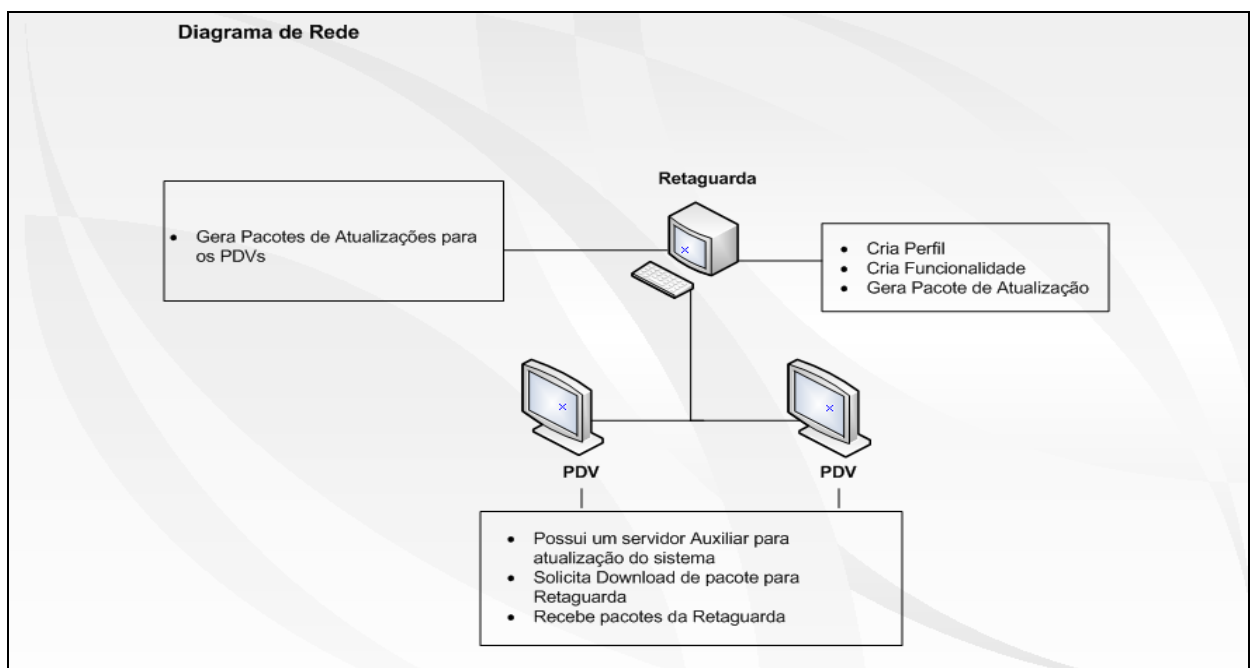 Diagrama de Rede
Retaguarda
• Gera Pacotes de Atualizações para
os PDVs
• Cria Perfil
• Cria Funcionalidade
• Gera Pacote de Atualização
PDV
PDV
• Possui um servidor Auxiliar para
atualização do sistema
• Solicita Download de pacote para
Retaguarda
• Recebe pacotes da Retaguarda